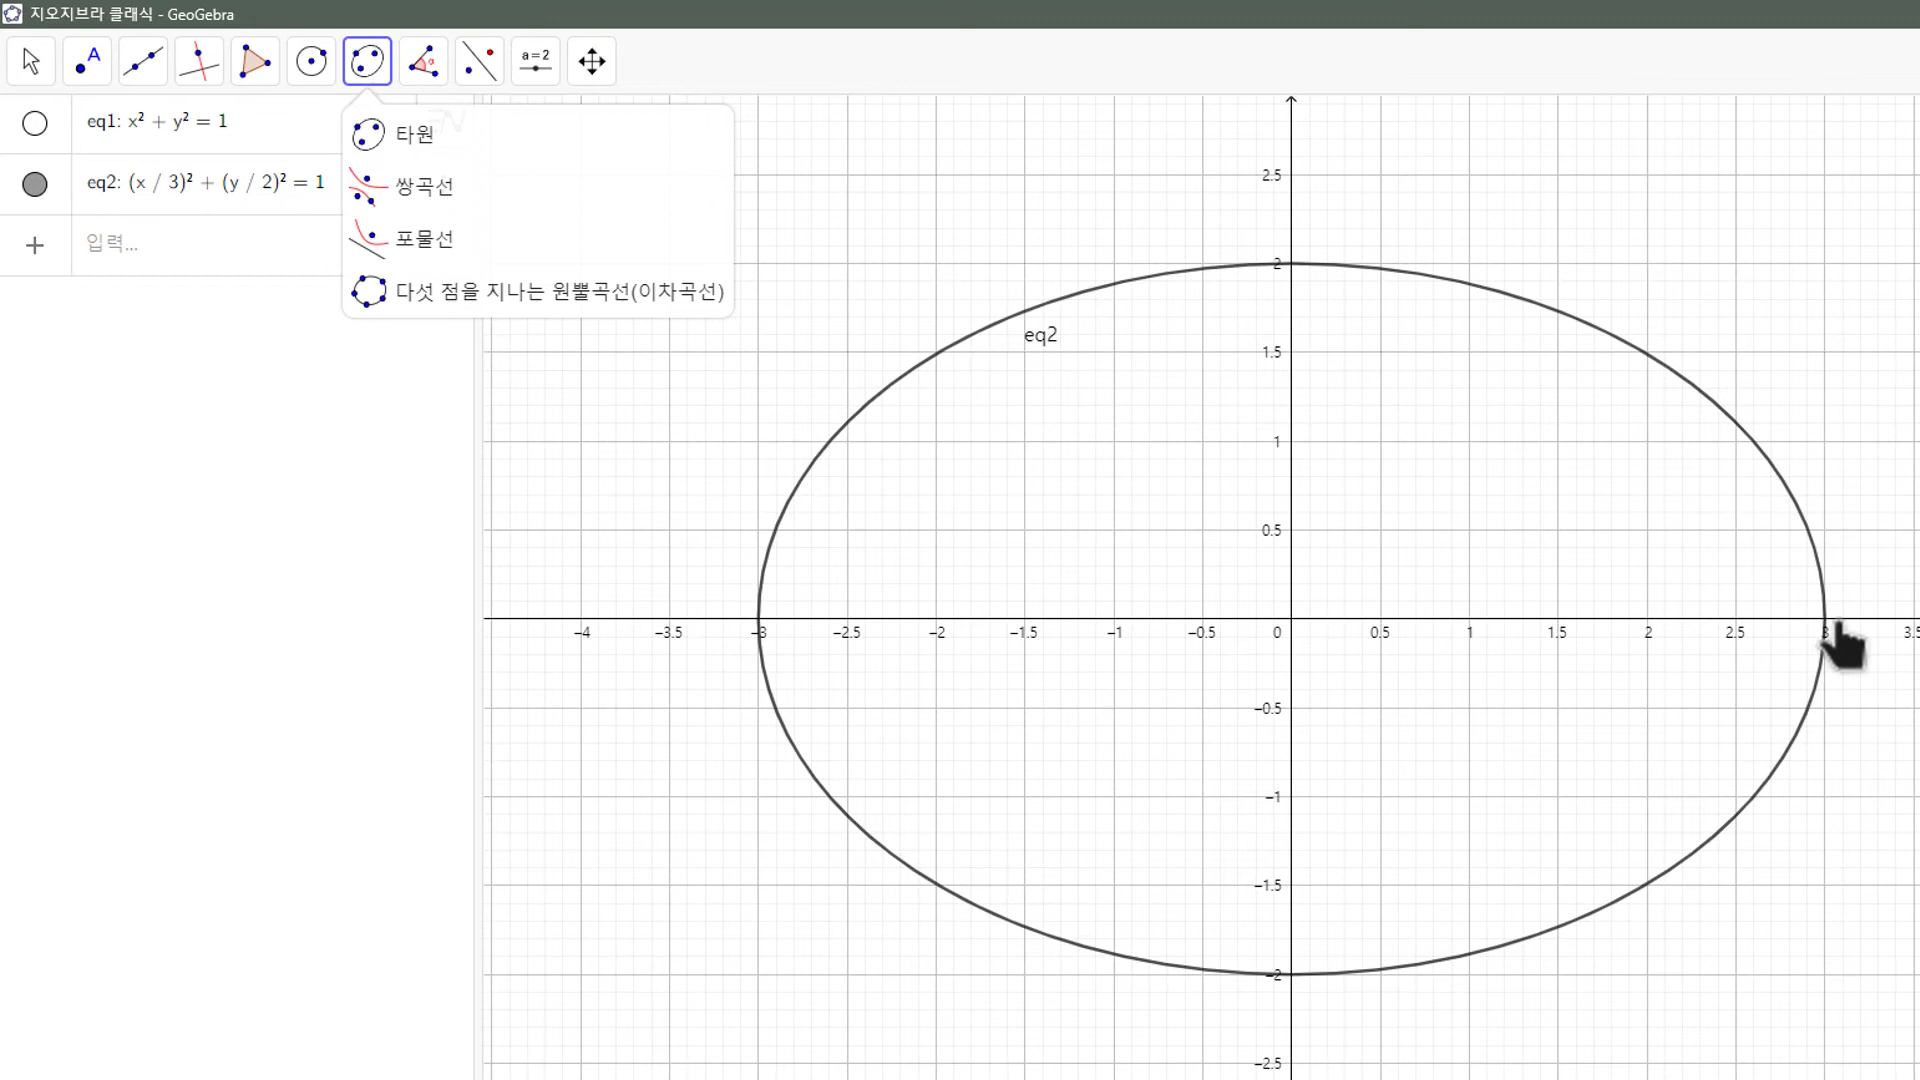 지오지브라 클래식 - GeoGebra
A
α
a=2
eq1: x² + y² = 1
eq2: (x / 3)² + (y / 2)² = 1
입력...
타원
쌍곡선
포물선
다섯 점을 지나는 원뿔곡선(이차곡선)
eq2
2.5
2
1.5
1
0.5
−4 −3.5 −3 −2.5 −2 −1.5 −1 −0.5 0 0.5 1 1.5 2 2.5 3 3.5
−0.5
−1
−1.5
−2
−2.5